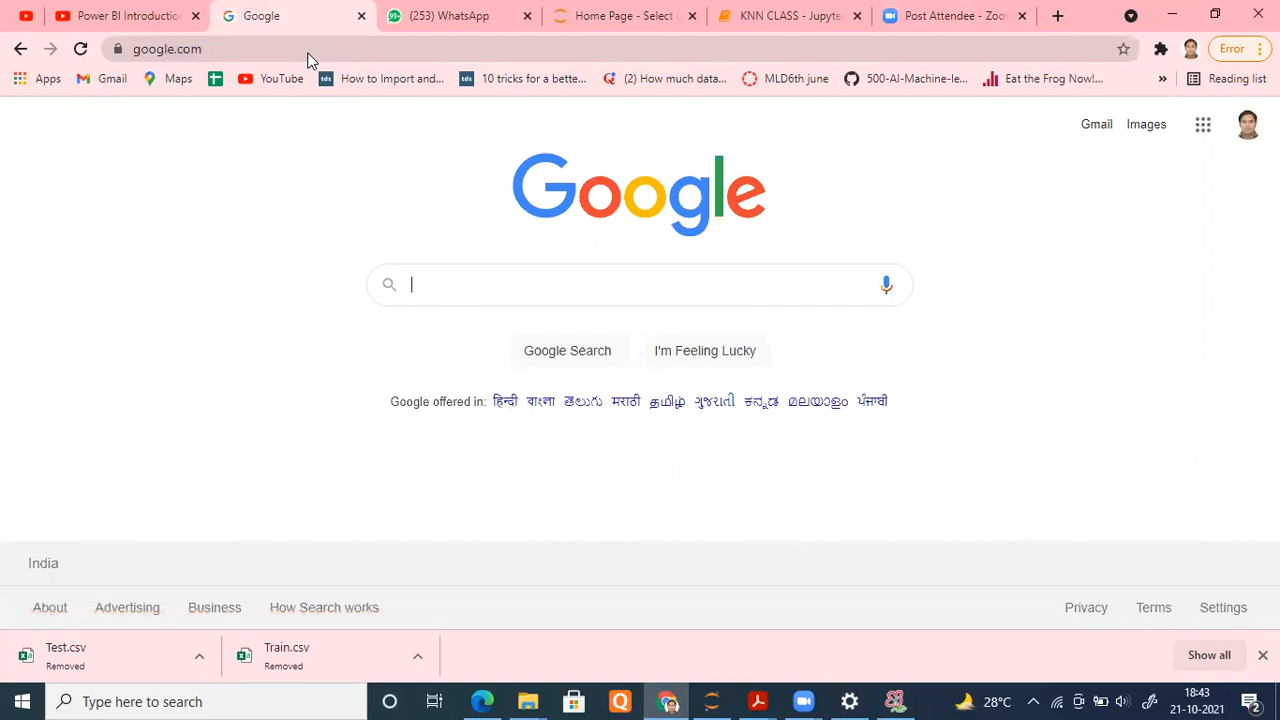 Power BI Introduction
Google
(253) WhatsApp
Home Page - Select
KNN CLASS - Jupyte
Post Attendee - Zoo
google.com
Error
Apps
Gmail
Maps
YouTube
tds How to Import and...
tds 10 tricks for a bette...
(2) How much data...
MLD6th june
500-AI-Machine-le...
Eat the Frog Now!...
»
Reading list
Gmail Images
Google
Google Search
I'm Feeling Lucky
Google offered in: हिन्दी বাংলা తెలుగు मराठी தமிழ் ગુજરાતી ಕನ್ನಡ മലയാളം ਪੰਜਾਬੀ
India
About Advertising Business How Search works
Privacy Terms Settings
Test.csv
Removed
Train.csv
Removed
Show all
Type here to search
Q
28°C
18:43
21-10-2021
2